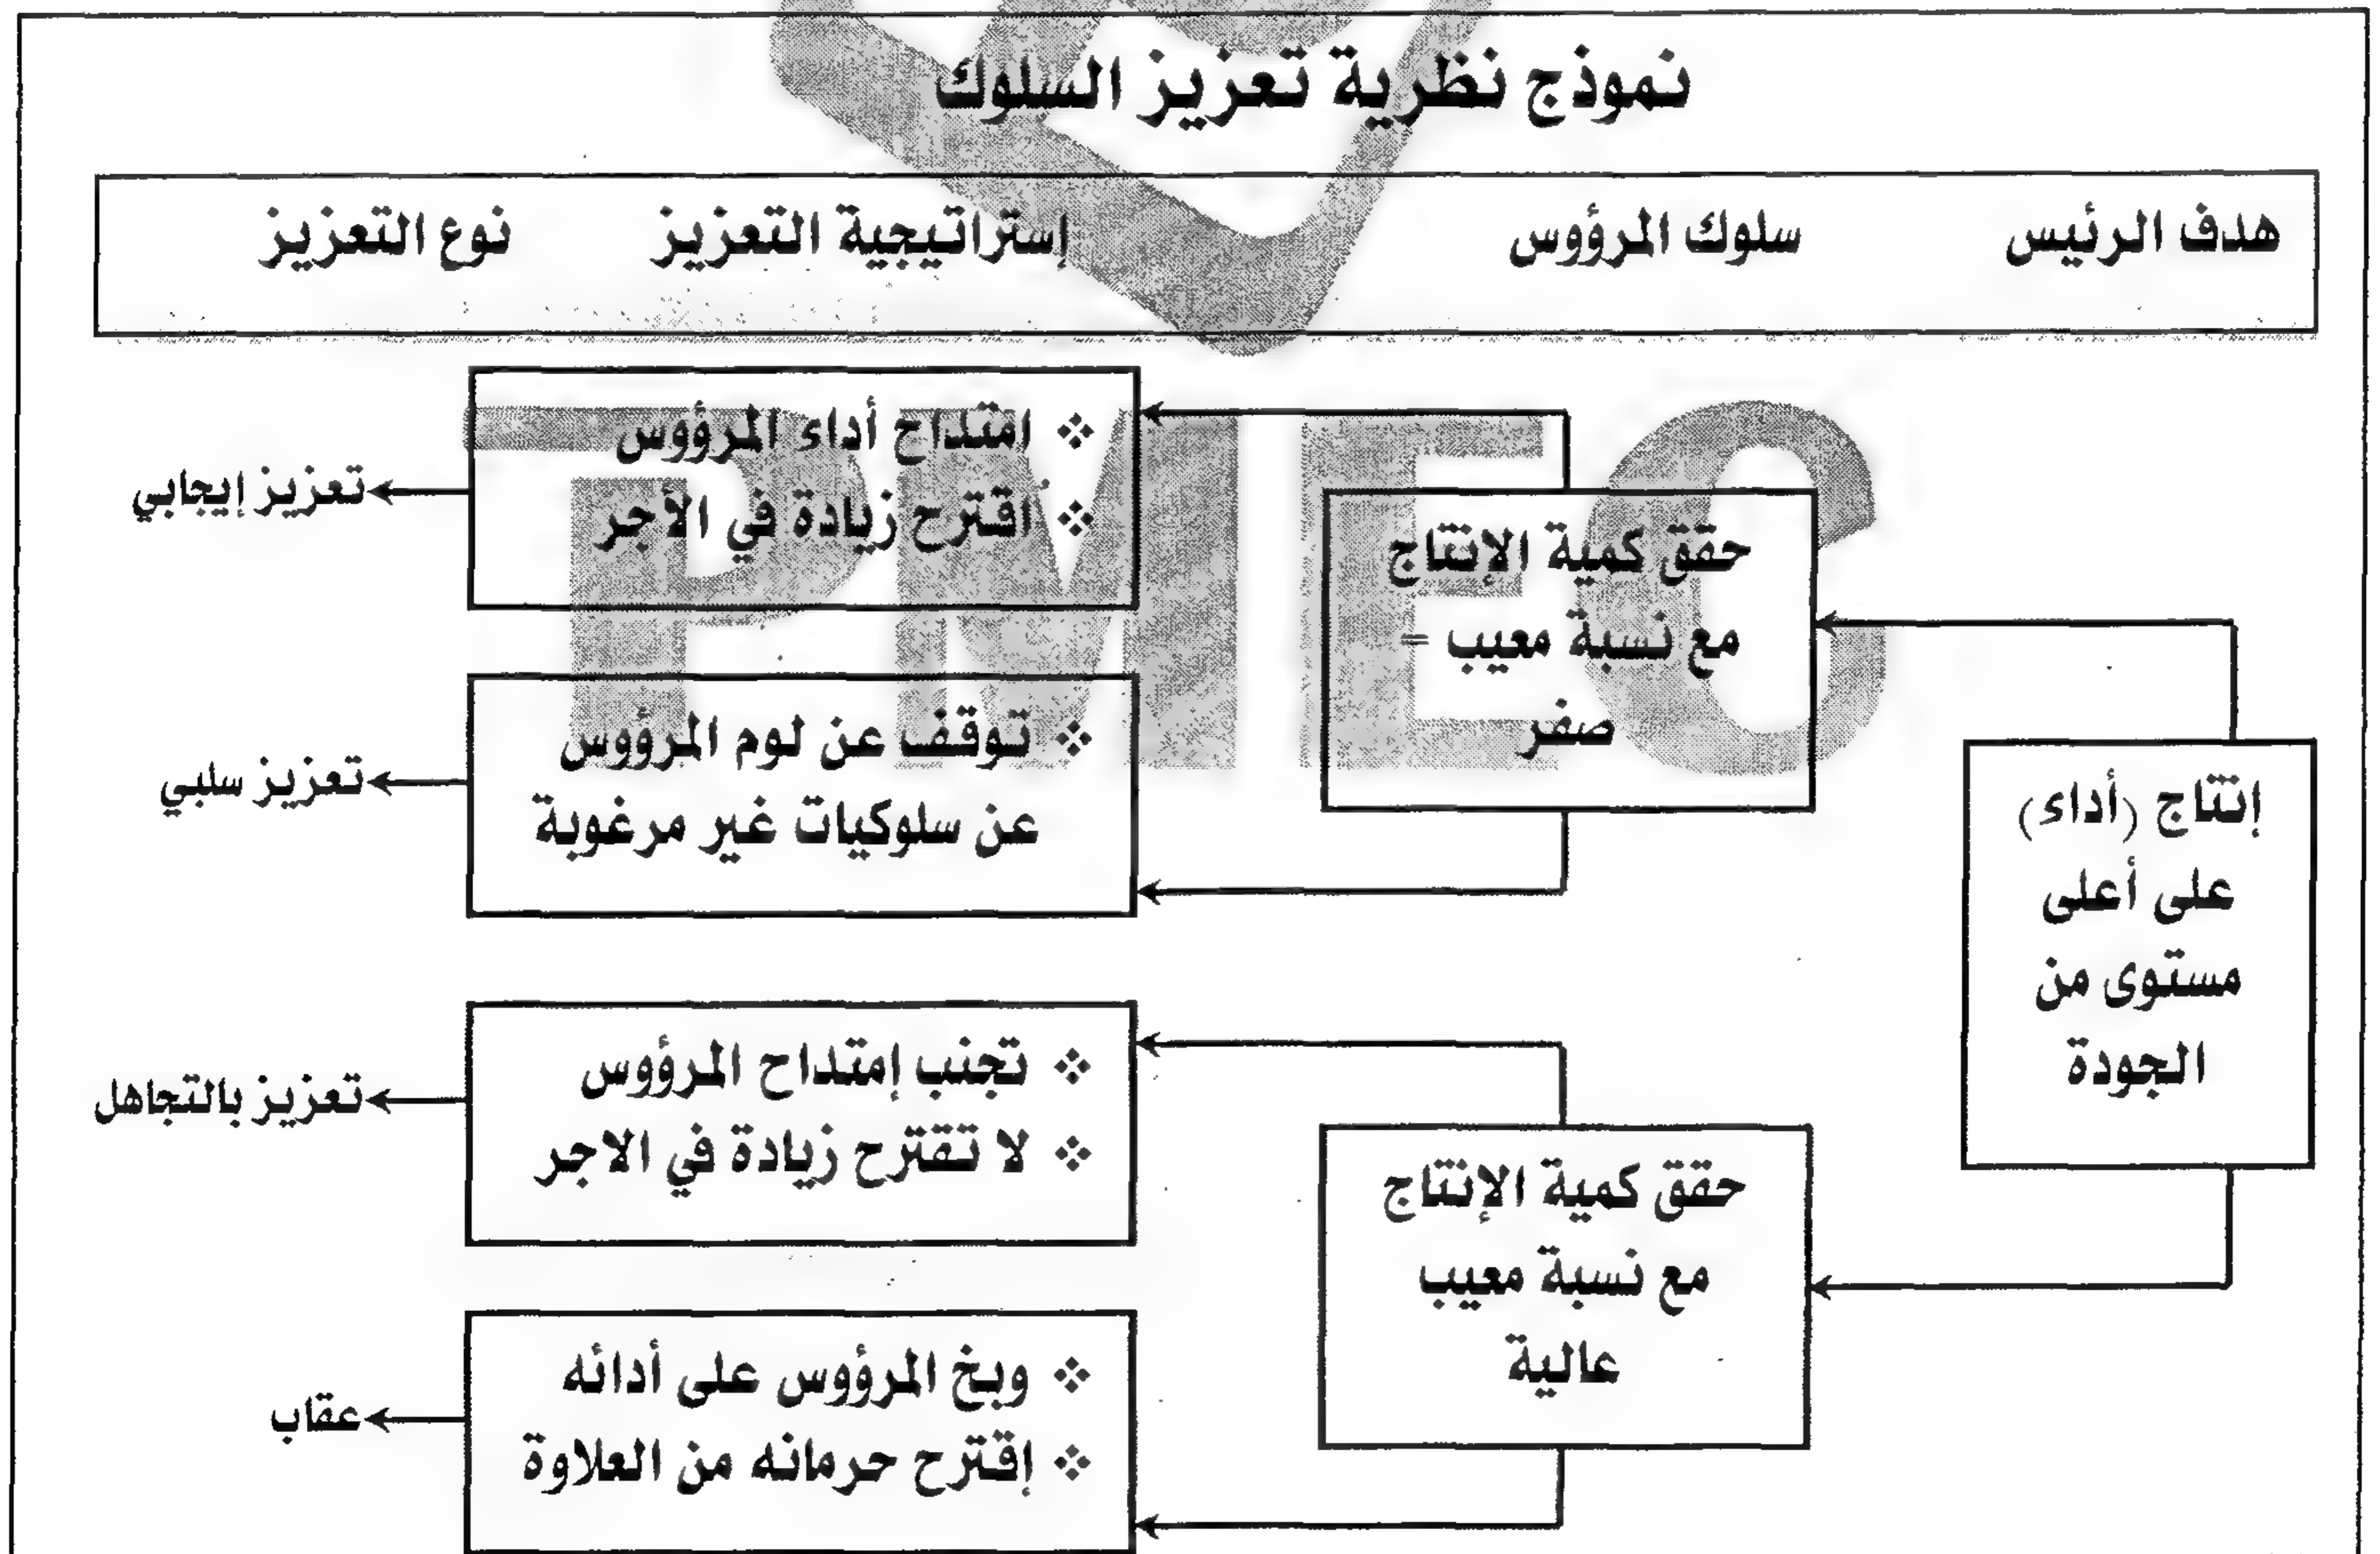 نموذج نظرية تعزيز السلوك
هدف الرئيس
سلوك المرؤوس
إستراتيجية التعزيز
نوع التعزيز
إنتاج (أداء)
على أعلى
مستوى من
الجودة
حقق كمية الإنتاج
مع نسبة معيب =
صفر
❖ امتداح أداء المرؤوس
❖ اقترح زيادة في الأجر
تعزيز إيجابي
❖ توقف عن لوم المرؤوس
عن سلوكيات غير مرغوبة
تعزيز سلبي
حقق كمية الإنتاج
مع نسبة معيب
عالية
❖ تجنب إمتداح المرؤوس
❖ لا تقترح زيادة في الاجر
تعزيز بالتجاهل
❖ وبخ المرؤوس على أدائه
❖ إقترح حرمانه من العلاوة
عقاب
PMEC